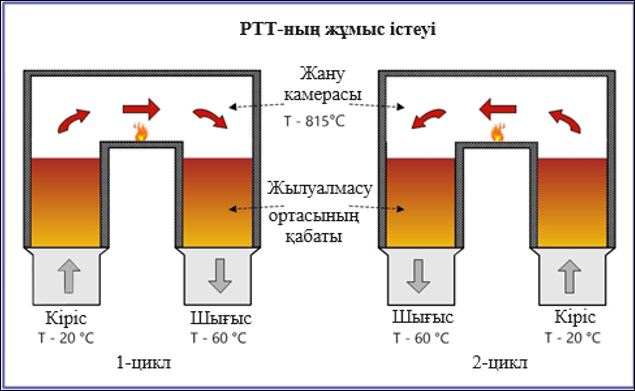 РТТ-ның жұмыс істеуі
Жану
камерасы
T - 815°C
Жылуалмасу
ортасының
қабаты
Кіріс
T - 20 °C
Шығыс
T - 60 °C
1-цикл
Шығыс
T - 60 °C
Кіріс
T - 20 °C
2-цикл